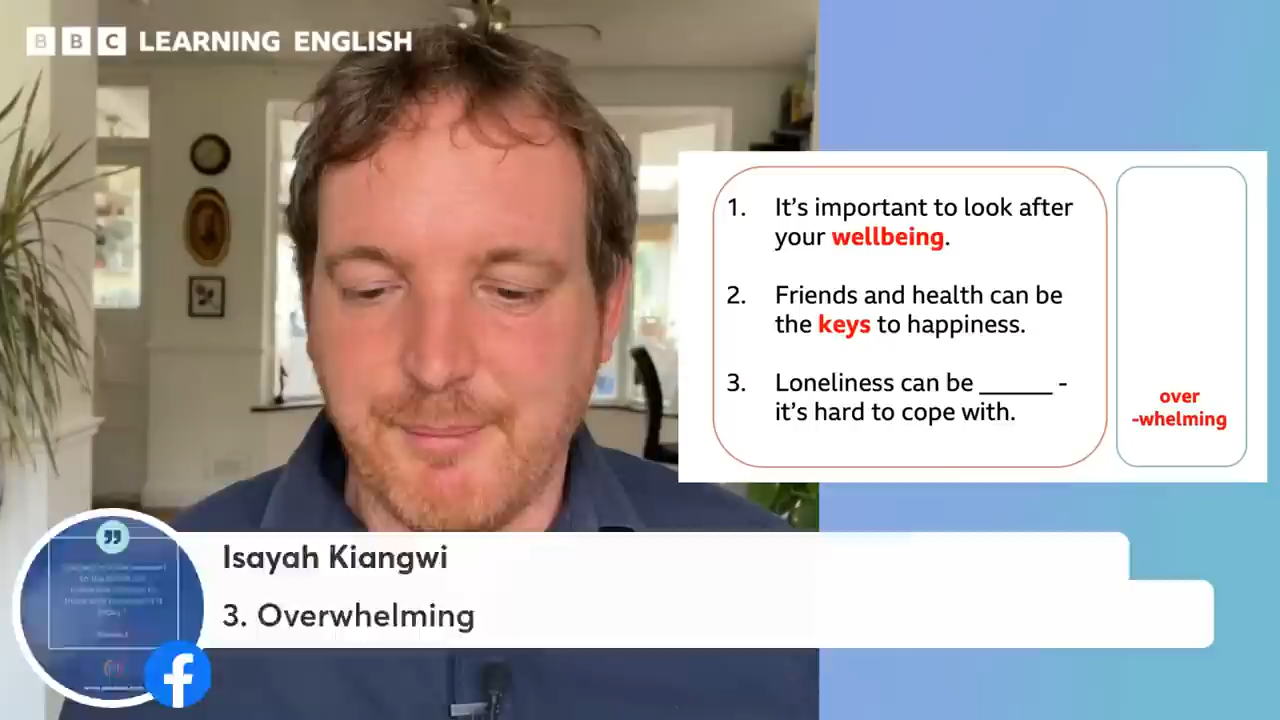 BBC LEARNING ENGLISH
1. It's important to look after
your wellbeing.
2. Friends and health can be
the keys to happiness.
3. Loneliness can be ______ -
it's hard to cope with.
over
-whelming
Isayah Kiangwi
3. Overwhelming